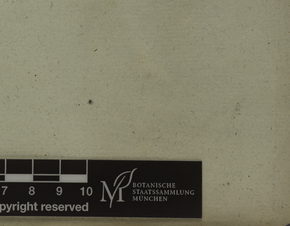 7 8 9 10
BOTANISCHE
STAATSSAMMLUNG
MÜNCHEN
pyright reserved